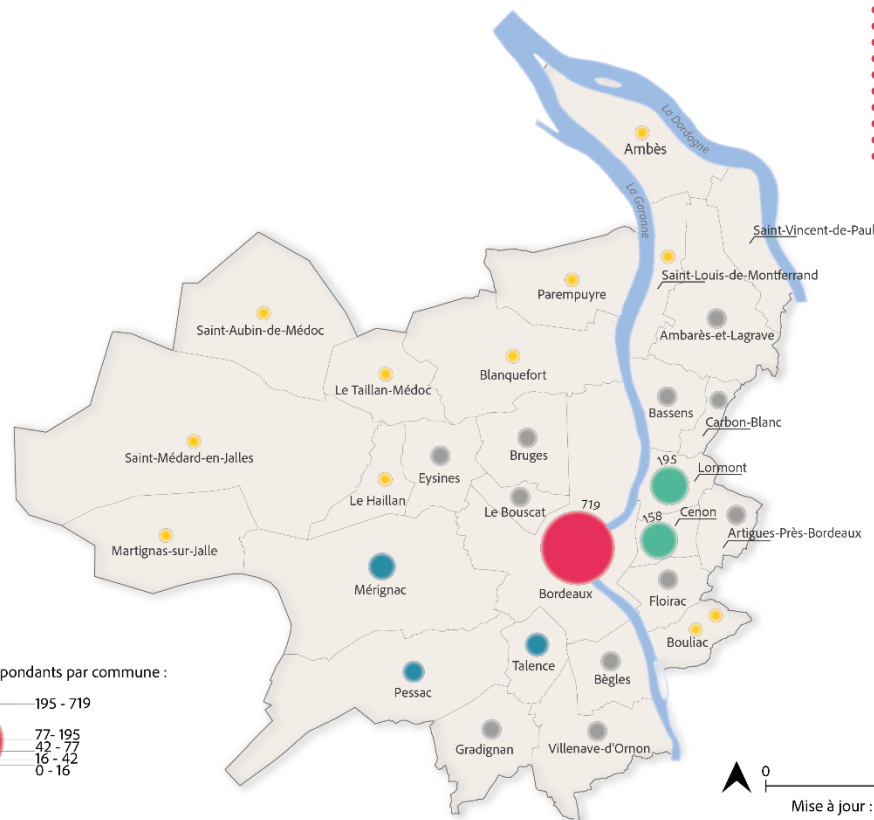 La Dordogne
Ambès
La Garonne
Saint-Vincent-de-Paul
Saint-Louis-de-Montferrand
Parempuyre
Saint-Aubin-de-Médoc
Ambarès-et-Lagrave
Blanquefort
Le Taillan-Médoc
Bassens
Carbon-Blanc
Saint-Médard-en-Jalles
Bruges
195
Lormont
Eysines
Le Haillan
Le Bouscat
719
158
Cenon
Artigues-Près-Bordeaux
Martignas-sur-Jalle
Mérignac
Bordeaux
Floirac
Bouliac
Talence
Bègles
Pessac
Gradignan
Villenave-d'Ornon
pondants par commune :
195 - 719
77- 195
42 - 77
16 - 42
0 - 16
0
Mise à jour :